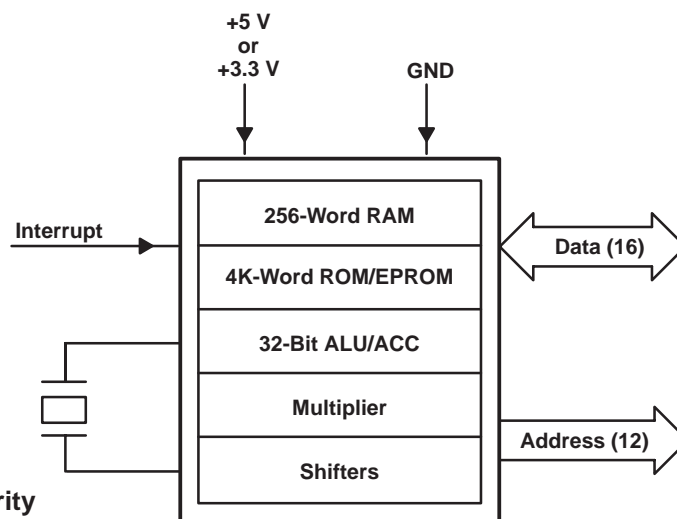 +5 V
or
+3.3 V
GND
256-Word RAM
Interrupt
Data (16)
4K-Word ROM/EPROM
32-Bit ALU/ACC
Multiplier
Address (12)
Shifters
rity